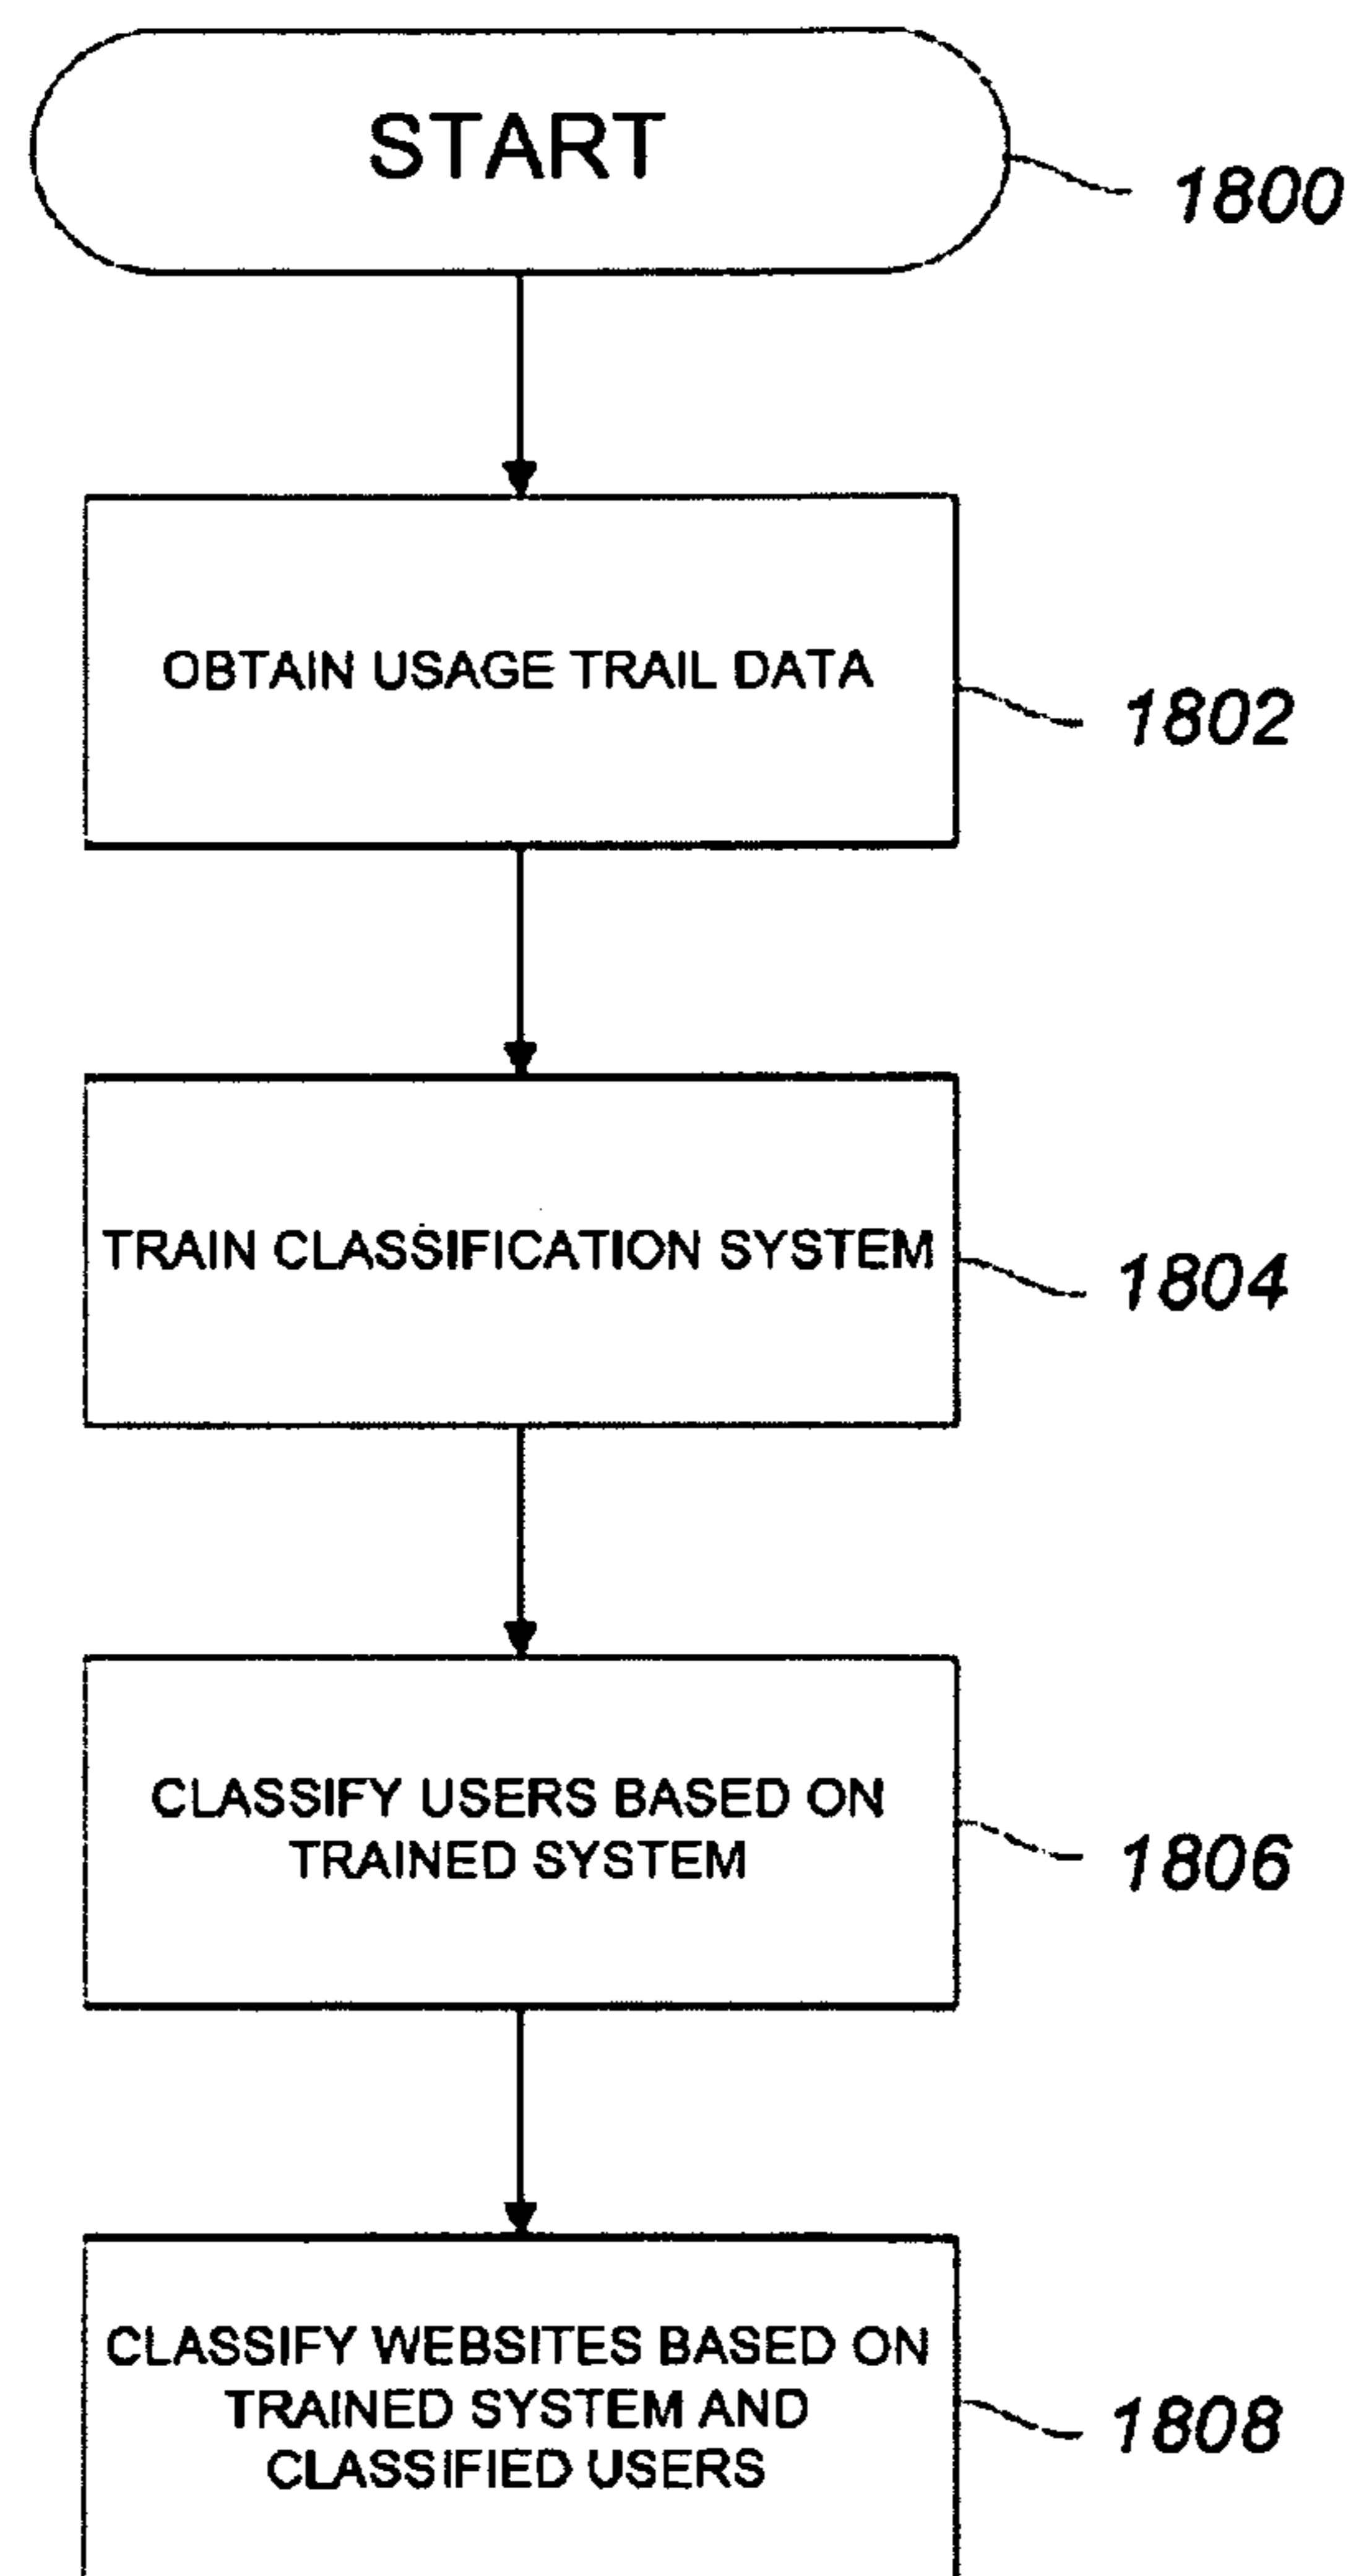 START
1800
OBTAIN USAGE TRAIL DATA
1802
TRAIN CLASSIFICATION SYSTEM
1804
CLASSIFY USERS BASED ON
TRAINED SYSTEM
1806
CLASSIFY WEBSITES BASED ON
TRAINED SYSTEM AND
CLASSIFIED USERS
1808